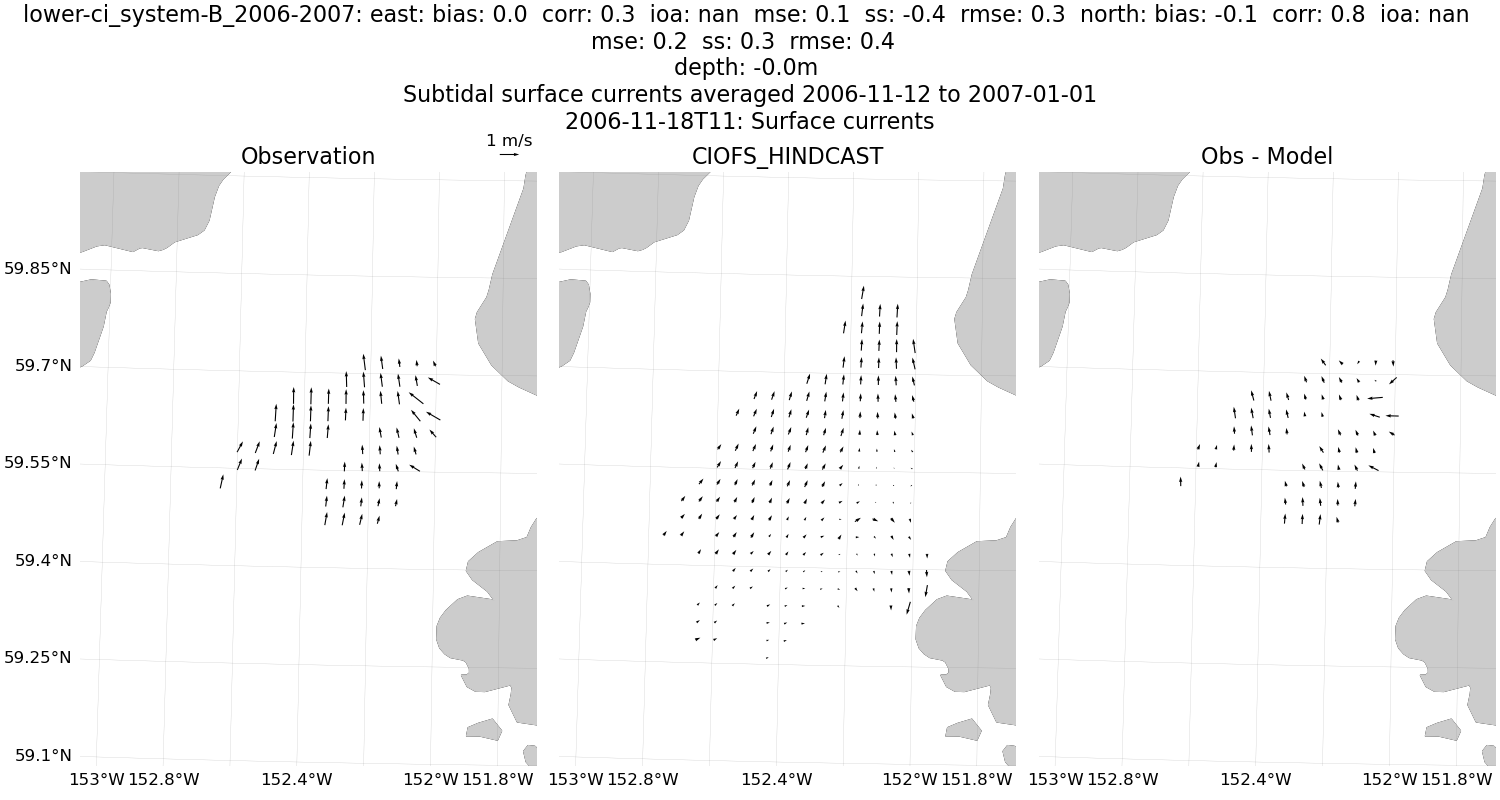 lower-ci_system-B_2006-2007: east: bias: 0.0 corr: 0.3 ioa: nan mse: 0.1 ss: -0.4 rmse: 0.3 north: bias: -0.1 corr: 0.8 ioa: nan
mse: 0.2 ss: 0.3 rmse: 0.4
depth: -0.0m
Subtidal surface currents averaged 2006-11-12 to 2007-01-01
2006-11-18T11: Surface currents
1 m/s
Observation CIOFS_HINDCAST Obs - Model
59.85°N
59.7°N
59.55°N
59.4°N
59.25°N
59.1°N
153°W 152.8°W 152.4°W 152°W 151.8°W 153°W 152.8°W 152.4°W 152°W 151.8°W 153°W 152.8°W 152.4°W 152°W 151.8°W